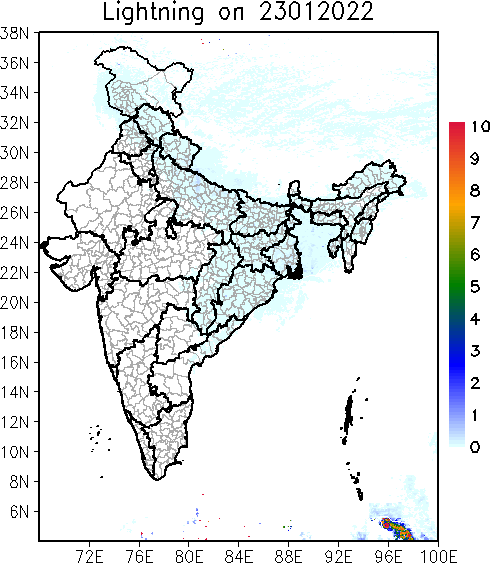 Lightning on 23012022
38N
36N
34N
32N
30N
28N
26N
24N
22N
20N
18N
16N
14N
12N
10N
8N
6N
72E 76E 80E 84E 88E 92E 96E 100E
10
9
8
7
6
5
4
3
2
1
0